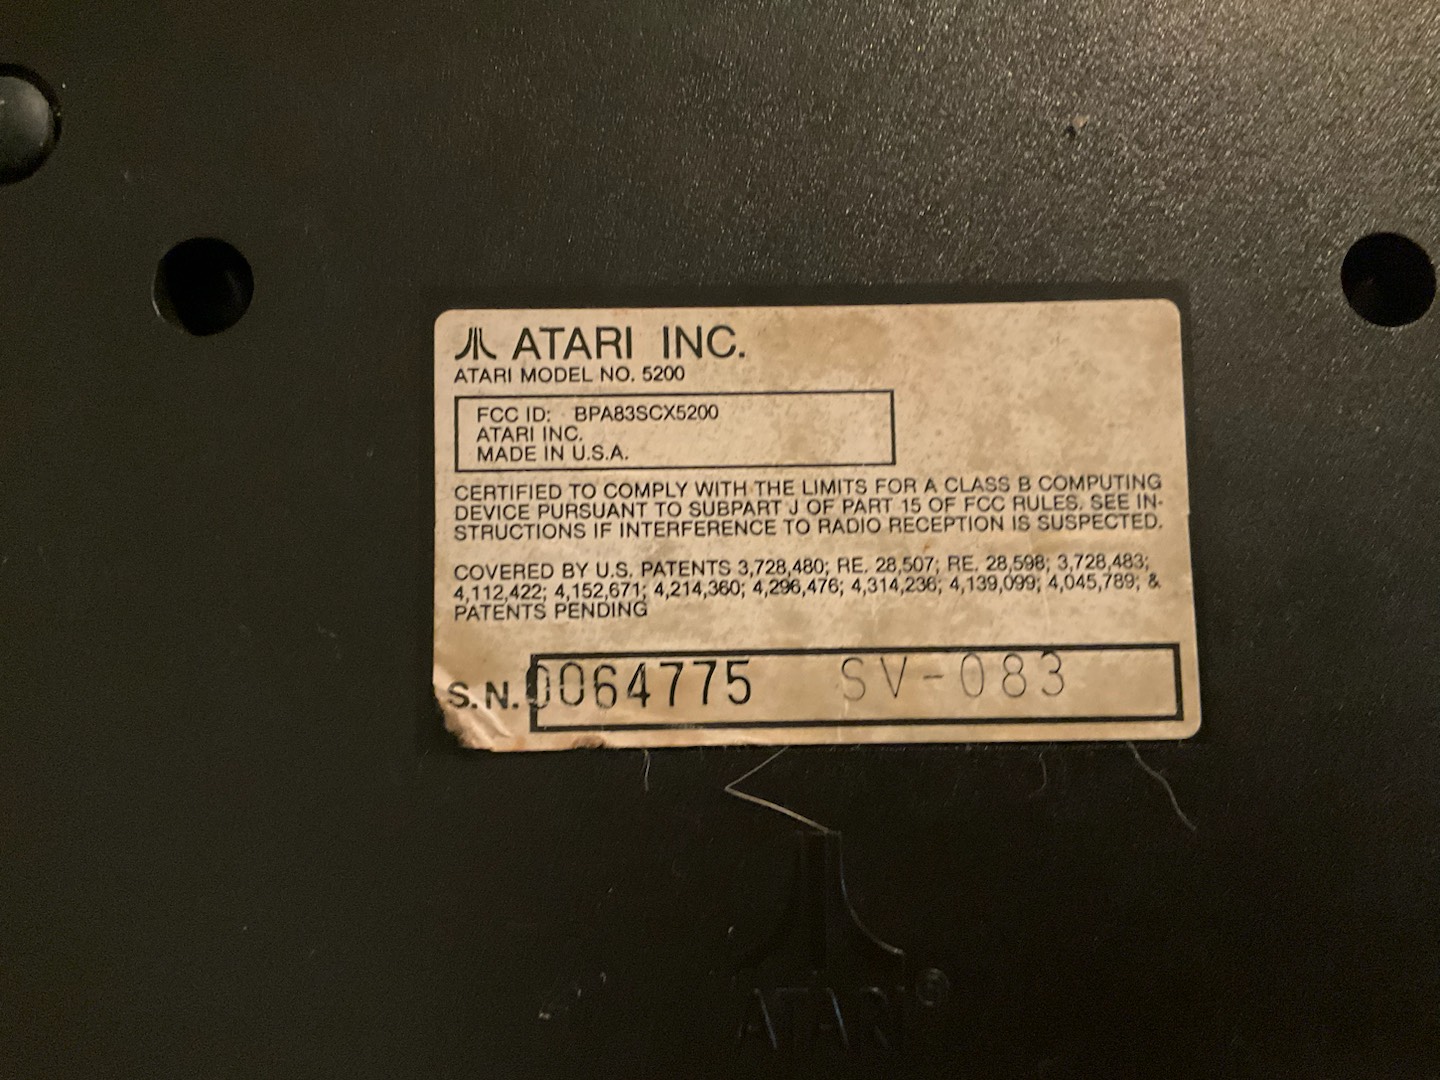 ATARI INC.
ATARI MODEL NO. 5200
FCC ID: BPA83SCX5200
ATARI INC.
MADE IN U.S.A.
CERTIFIED TO COMPLY WITH THE LIMITS FOR A CLASS B COMPUTING
DEVICE PURSUANT TO SUBPART J OF PART 15 OF FCC RULES. SEE IN-
STRUCTIONS IF INTERFERENCE TO RADIO RECEPTION IS SUSPECTED.
COVERED BY U.S. PATENTS 3,728,480; RE. 28,507; RE. 28,598; 3,728,483;
4,112,422; 4,152,671; 4,214,360; 4,296,476; 4,314,236; 4,139,099; 4,045,789; &
PATENTS PENDING
S.N. 0064775 SV-083
ATARI®